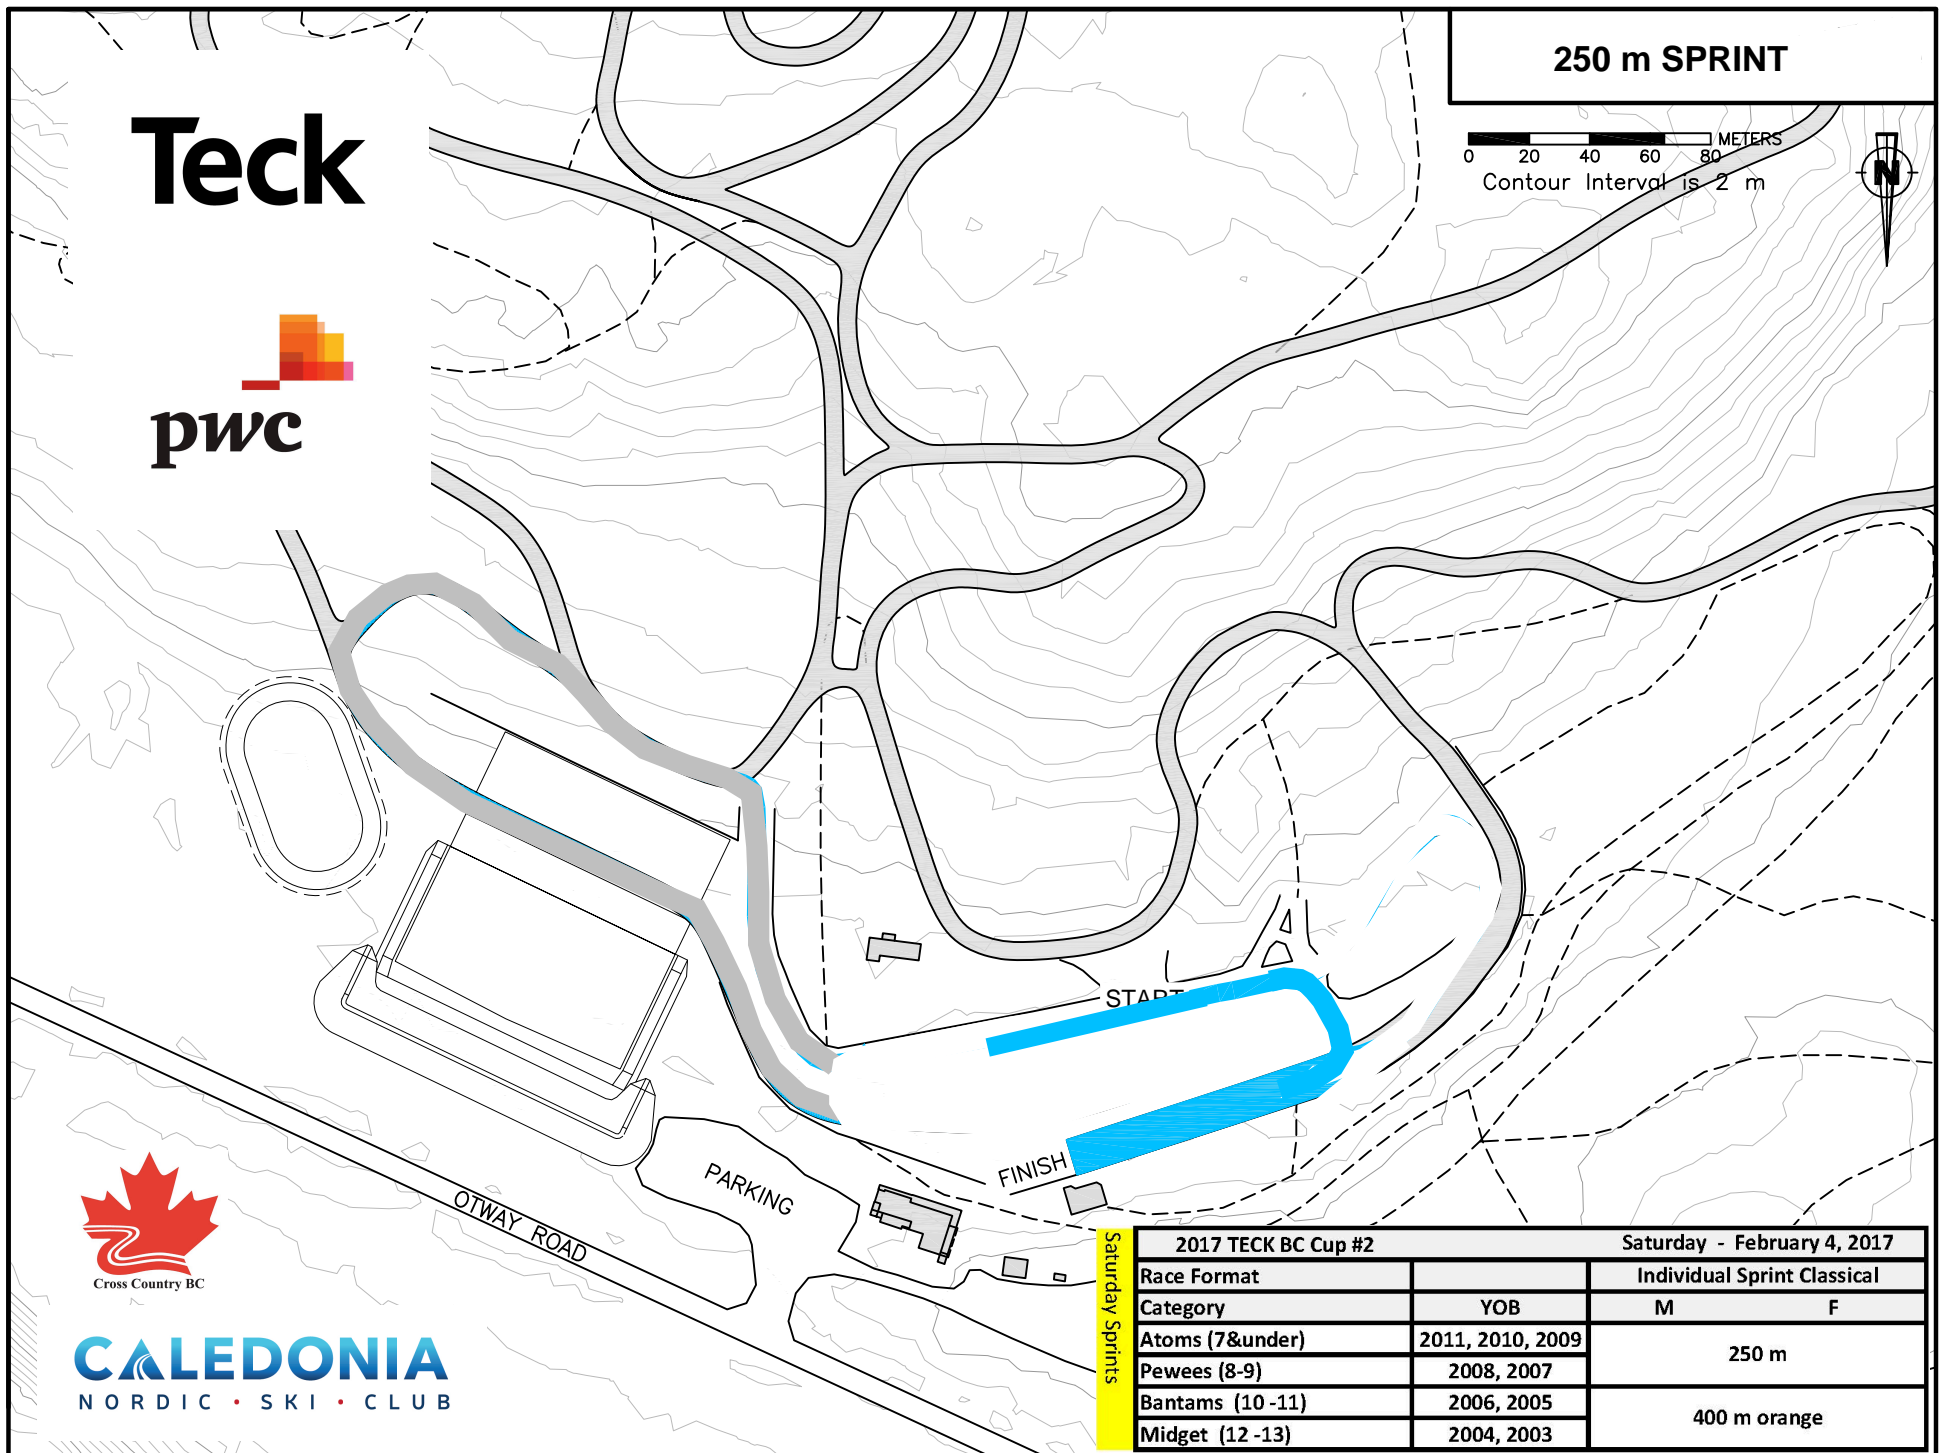 250 m SPRINT
METERS
0 20 40 60 80
Contour Interval is 2 m
N
Teck
pwc
START
FINISH
PARKING
OTWAY ROAD
Cross Country BC
CALEDONIA
NORDIC • SKI • CLUB
Saturday Sprints
2017 TECK BC Cup #2 Saturday - February 4, 2017
Race Format Individual Sprint Classical
Category YOB M F
Atoms (7&under) 2011, 2010, 2009
250 m
Pewees (8-9) 2008, 2007
Bantams (10 -11) 2006, 2005
400 m orange
Midget (12 -13) 2004, 2003